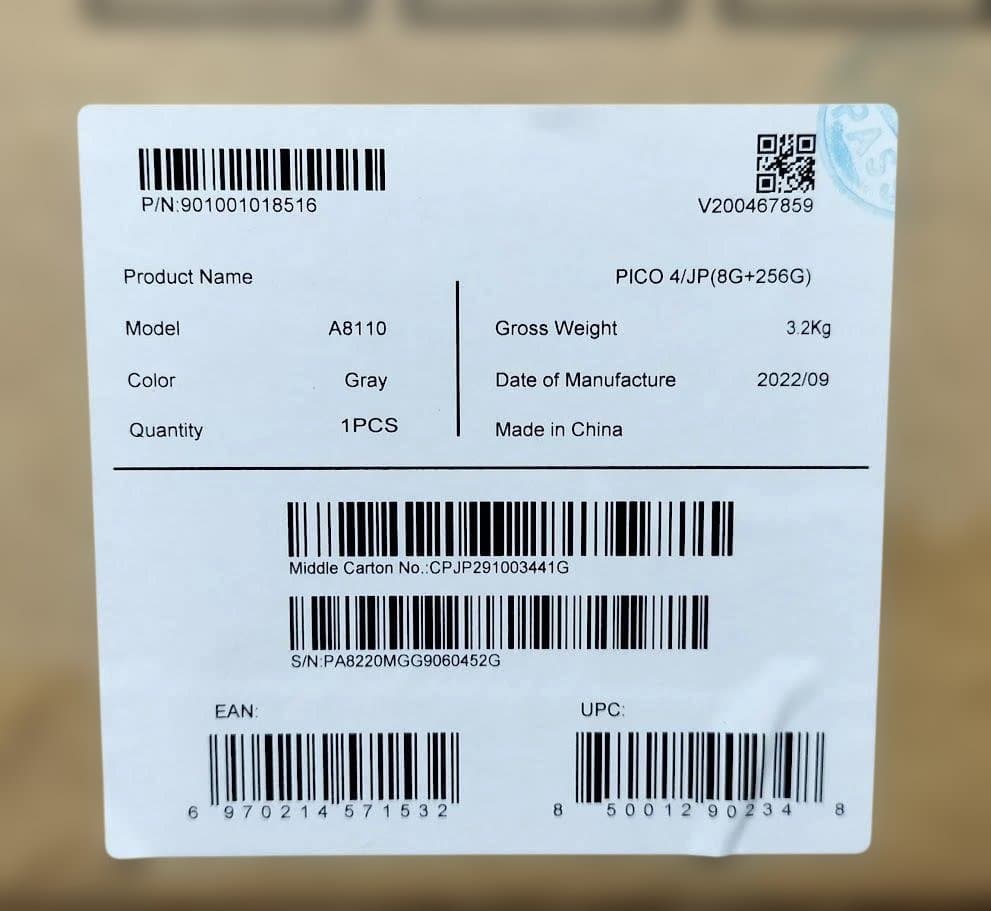 P/N:901001018516
V200467859
PASS
Product Name PICO 4/JP(8G+256G)
Model A8110 Gross Weight 3.2Kg
Color Gray Date of Manufacture 2022/09
Quantity 1PCS Made in China
Middle Carton No.:CPJP291003441G
S/N:PA8220MGG9060452G
EAN: UPC:
6 970214 571532 8 50012 90234 8